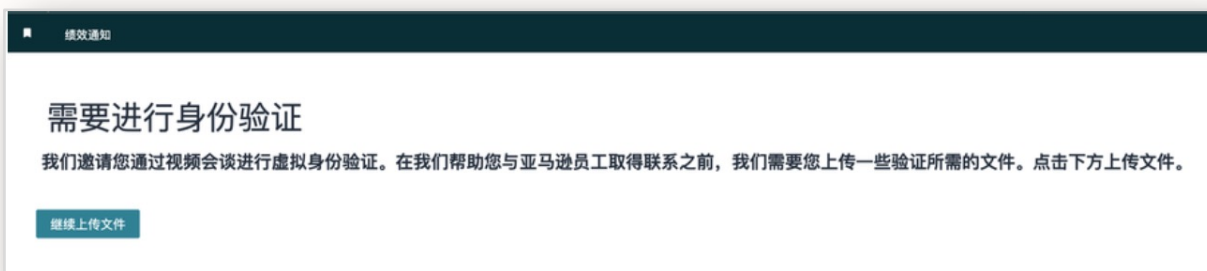 绩效通知
需要进行身份验证
我们邀请您通过视频会谈进行虚拟身份验证。在我们帮助您与亚马逊员工取得联系之前，我们需要您上传一些验证所需的文件。点击下方上传文件。
继续上传文件